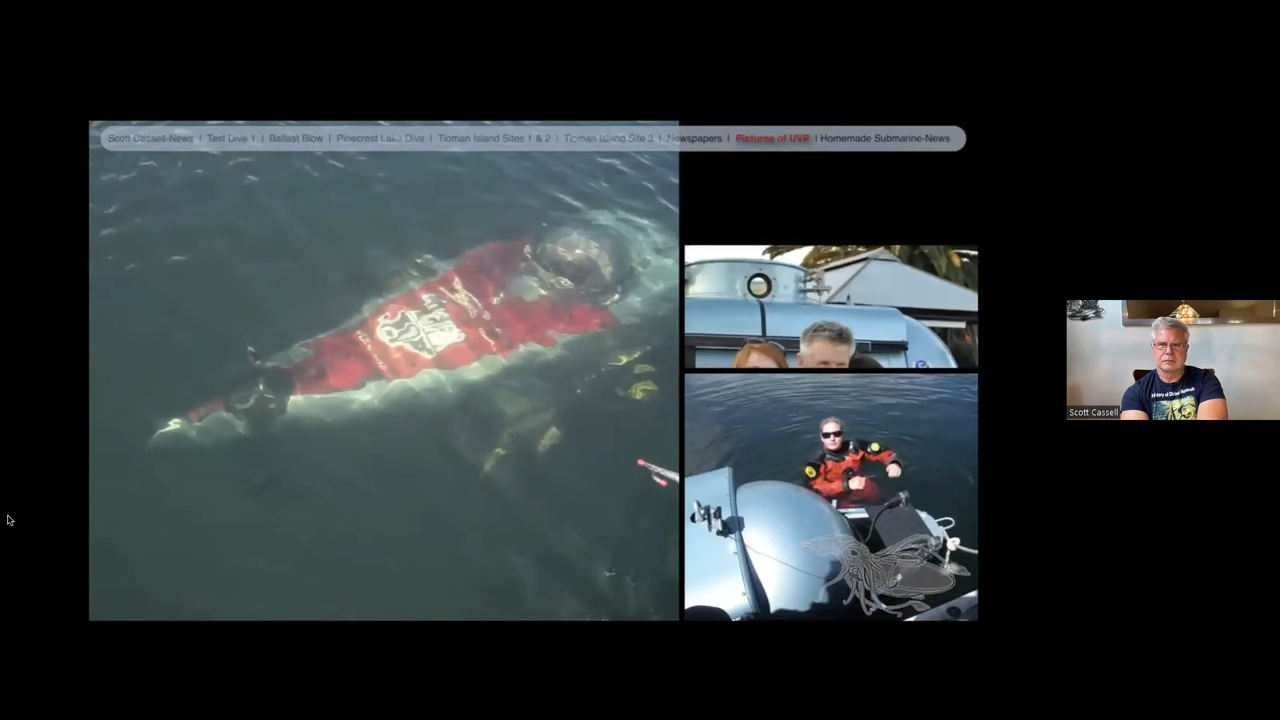 Scott Cassell-News | Test Dive 1 | Ballast Blow | Pinecrest Lake Dive | Tioman Island Sites 1 & 2 | Tioman Island Site 3 | Newspapers | Pictures of UVP | Homemade Submarine-News
Scott Cassell